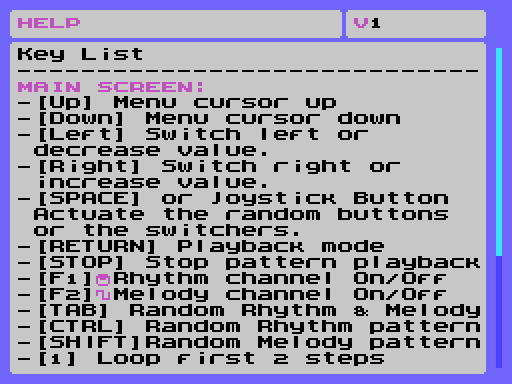 HELP V1
Key List
-----------------------------
MAIN SCREEN:
-[Up] Menu cursor up
-[Down] Menu cursor down
-[Left] Switch left or
decrease value.
-[Right] Switch right or
increase value.
-[SPACE] or Joystick Button
Actuate the random buttons
or the switchers.
-[RETURN] Playback mode
-[STOP] Stop pattern playback
-[F1] Rhythm channel On/Off
-[F2] Melody channel On/Off
-[TAB] Random Rhythm & Melody
-[CTRL] Random Rhythm pattern
-[SHIFT]Random Melody pattern
-[1] Loop first 2 steps